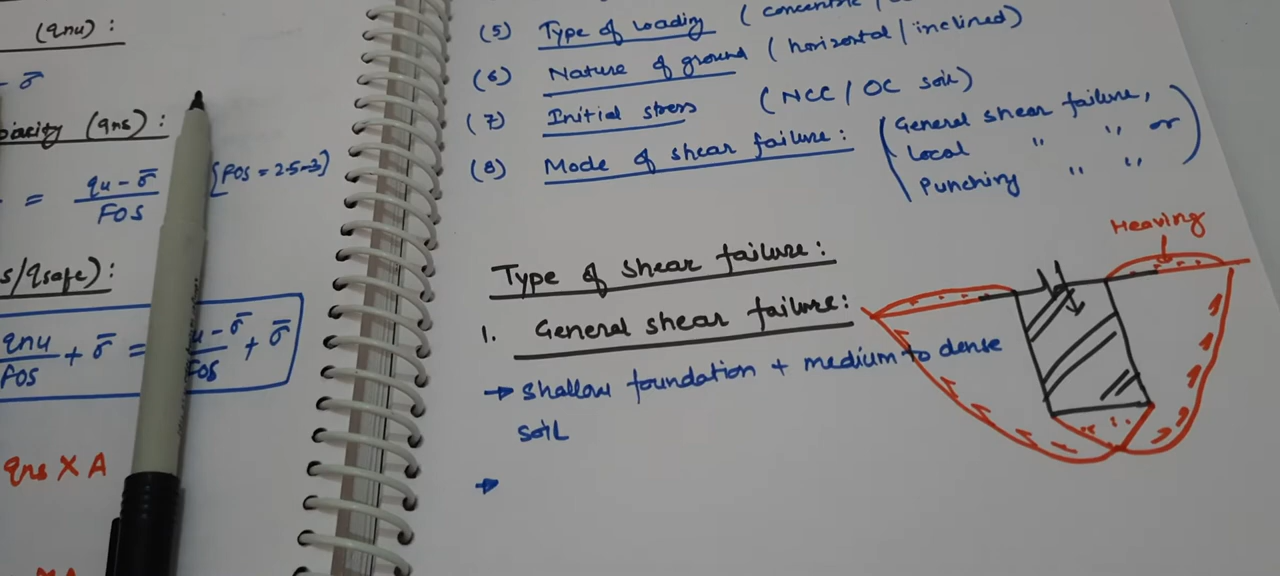 (qnu) :
- σ̄
(qns) :
= qu - σ̄ / FOS {FOS = 2.5-3}
s/qsafe) :
qnu / FOS + σ̄ = u - σ̄ / FOS + σ̄
qns X A
(5) Type of loading ( concentric /
(6) Nature of ground ( horizontal / inclined)
(7) Initial stress (NCC / OC soil)
(8) Mode of shear failure : (General shear failure,
Local " " or
Punching " " )
Type of shear failure :
Heaving
1. General shear failure :
→ shallow foundation + medium to dense
soil
→